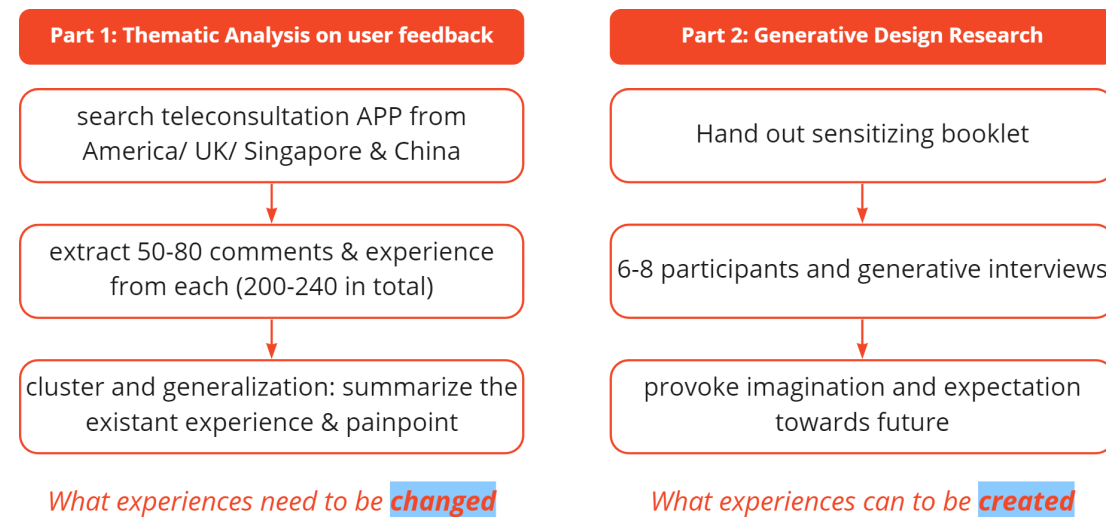 Part 1: Thematic Analysis on user feedback
search teleconsultation APP from
America/ UK/ Singapore & China
extract 50-80 comments & experience
from each (200-240 in total)
cluster and generalization: summarize the
existant experience & painpoint
What experiences need to be changed
Part 2: Generative Design Research
Hand out sensitizing booklet
6-8 participants and generative interviews
provoke imagination and expectation
towards future
What experiences can to be created